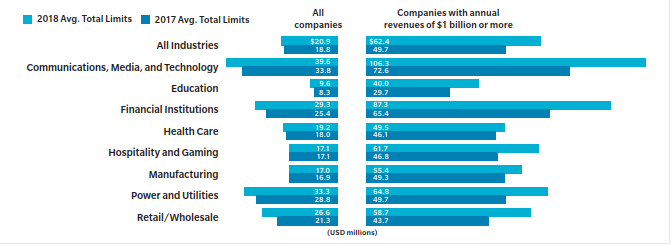 2018 Avg. Total Limits 2017 Avg. Total Limits
All companies
Companies with annual revenues of $1 billion or more
All Industries $20.9 $62.4
18.8 49.7
Communications, Media, and Technology 39.6 106.3
33.8 72.6
Education 9.6 40.0
8.3 29.7
Financial Institutions 29.3 87.3
25.4 65.4
Health Care 19.2 49.5
18.0 46.1
Hospitality and Gaming 17.1 61.7
17.1 46.8
Manufacturing 17.0 55.4
16.9 49.3
Power and Utilities 33.3 64.8
28.8 49.7
Retail/Wholesale 26.6 58.7
21.3 43.7
(USD millions)